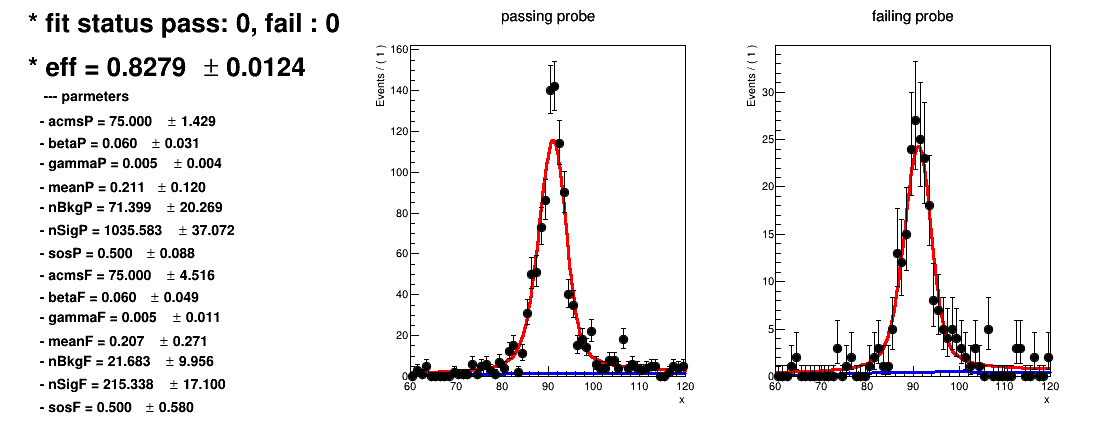 * fit status pass: 0, fail : 0
* eff = 0.8279 ± 0.0124
--- parmeters
- acmsP = 75.000 ± 1.429
- betaP = 0.060 ± 0.031
- gammaP = 0.005 ± 0.004
- meanP = 0.211 ± 0.120
- nBkgP = 71.399 ± 20.269
- nSigP = 1035.583 ± 37.072
- sosP = 0.500 ± 0.088
- acmsF = 75.000 ± 4.516
- betaF = 0.060 ± 0.049
- gammaF = 0.005 ± 0.011
- meanF = 0.207 ± 0.271
- nBkgF = 21.683 ± 9.956
- nSigF = 215.338 ± 17.100
- sosF = 0.500 ± 0.580
passing probe
Events / ( 1 )
160
140
120
100
80
60
40
20
0
60 70 80 90 100 110 120
x
failing probe
Events / ( 1 )
30
25
20
15
10
5
0
60 70 80 90 100 110 120
x